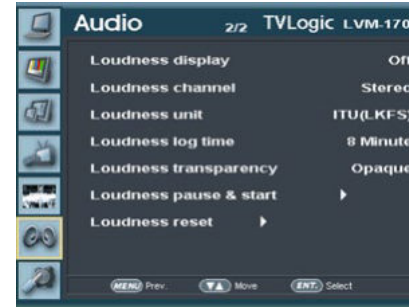 Audio 2/2 TVLogic LVM-170
Loudness display Off
Loudness channel Stereo
Loudness unit ITU(LKFS)
Loudness log time 8 Minute
Loudness transparency Opaque
Loudness pause & start
Loudness reset
MENU Prev. Move ENT. Select